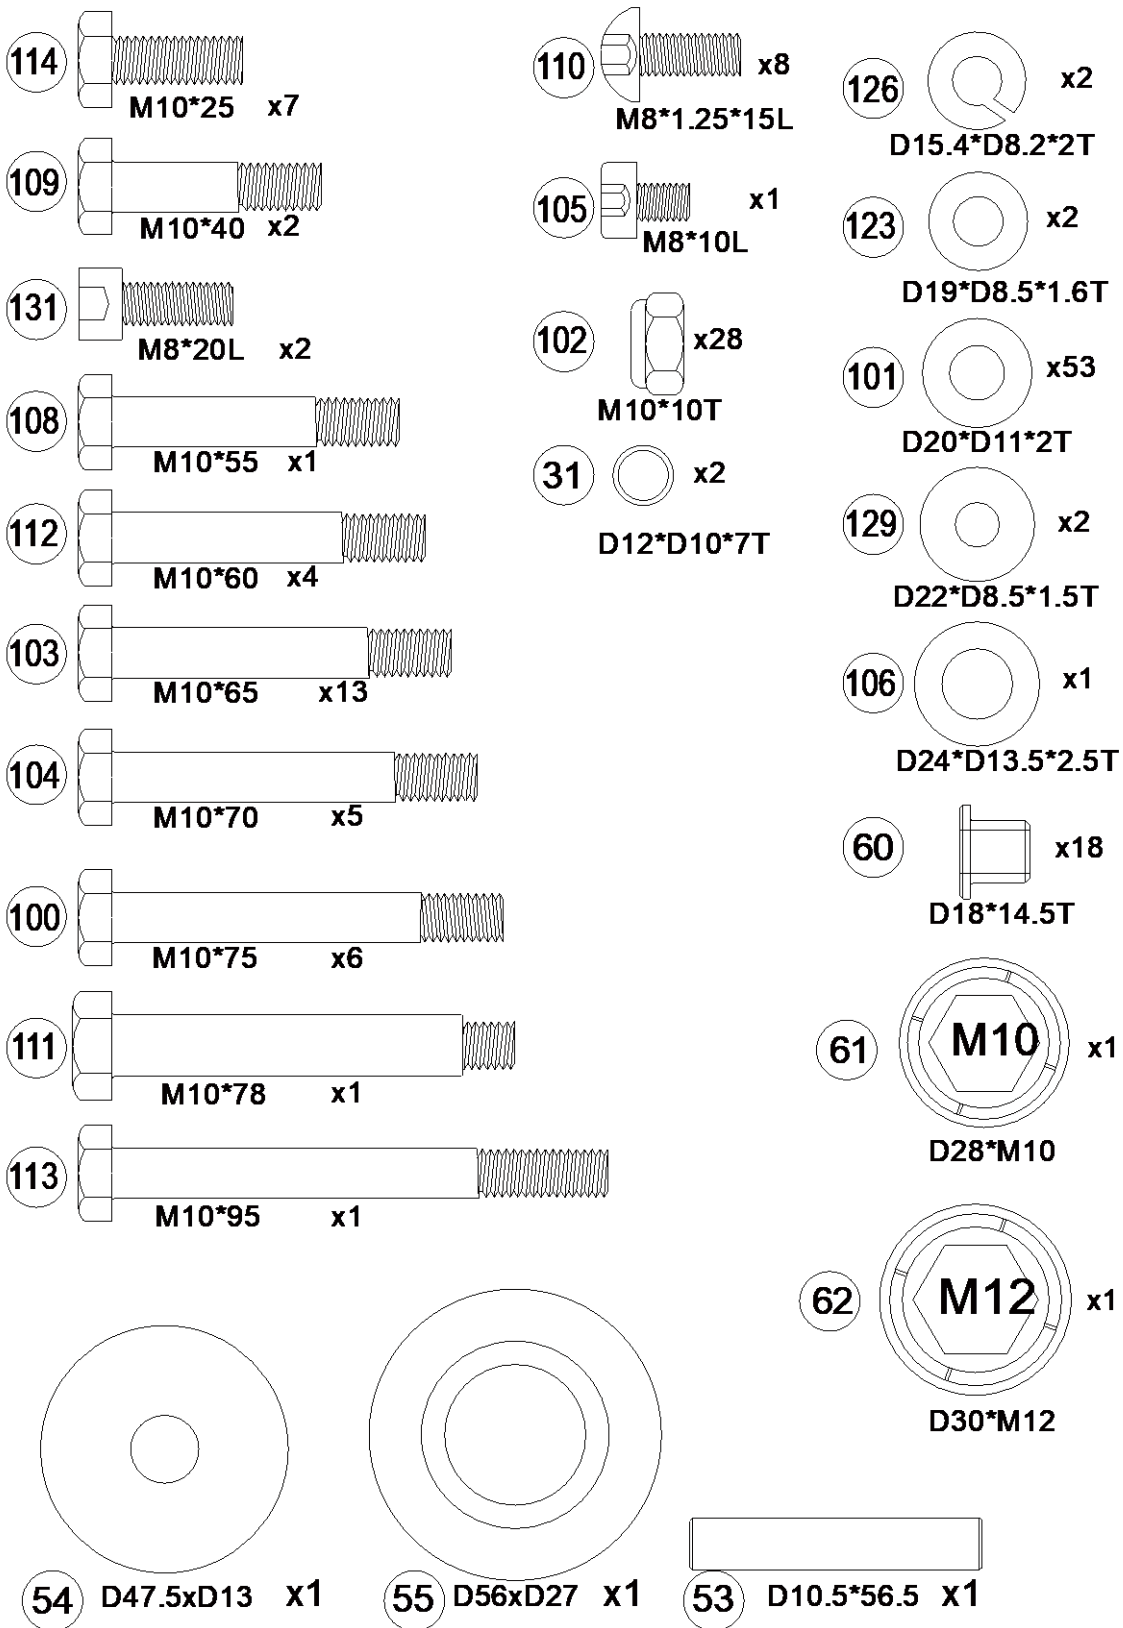 114
M10*25 x7
109
M10*40 x2
131
M8*20L x2
108
M10*55 x1
112
M10*60 x4
103
M10*65 x13
104
M10*70 x5
100
M10*75 x6
111
M10*78 x1
113
M10*95 x1
110 x8
M8*1.25*15L
105 x1
M8*10L
102 x28
M10*10T
31 x2
D12*D10*7T
126 x2
D15.4*D8.2*2T
123 x2
D19*D8.5*1.6T
101 x53
D20*D11*2T
129 x2
D22*D8.5*1.5T
106 x1
D24*D13.5*2.5T
60 x18
D18*14.5T
61 M10 x1
D28*M10
62 M12 x1
D30*M12
54 D47.5xD13 x1
55 D56xD27 x1
53 D10.5*56.5 x1